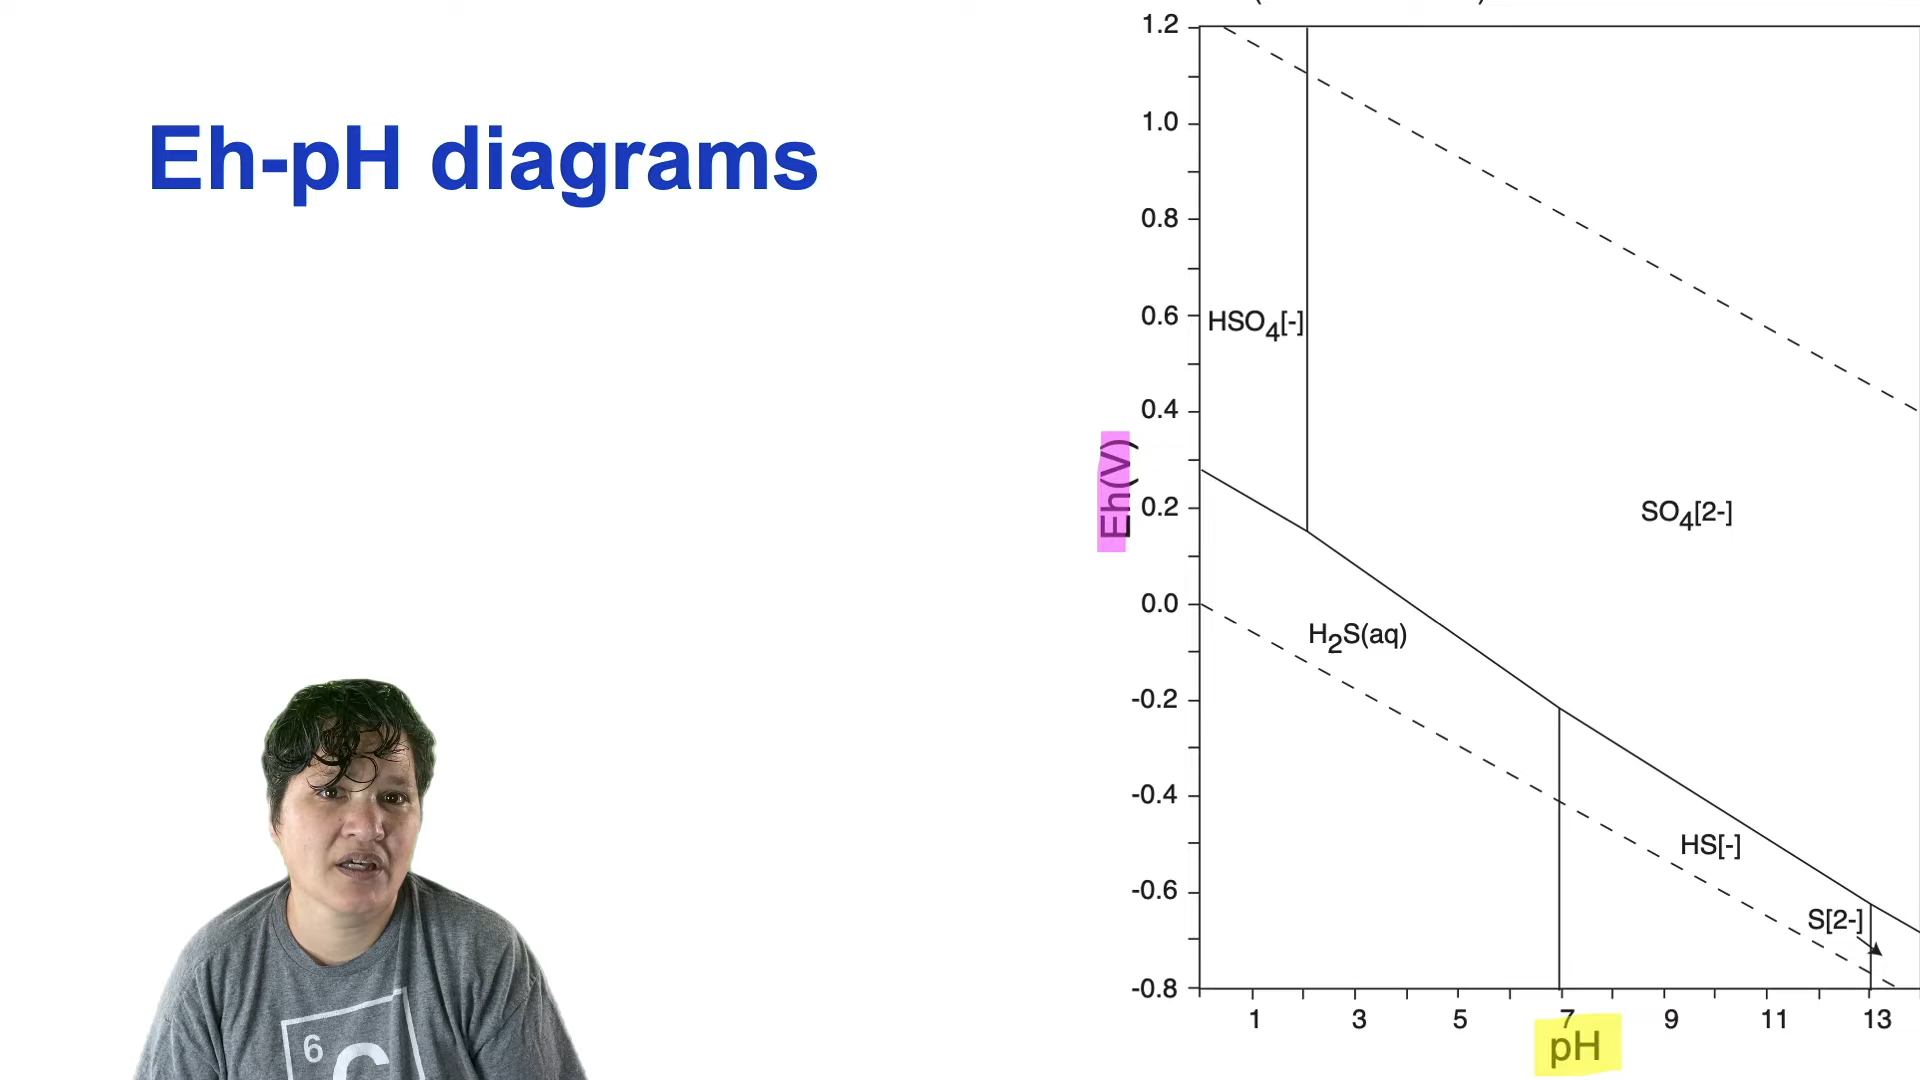 Eh-pH diagrams
1.2
1.0
0.8
0.6
0.4
0.2
0.0
-0.2
-0.4
-0.6
-0.8
Eh(V)
HSO₄[-]
SO₄[2-]
H₂S(aq)
HS[-]
S[2-]
1 3 5 7 9 11 13
pH
6
C